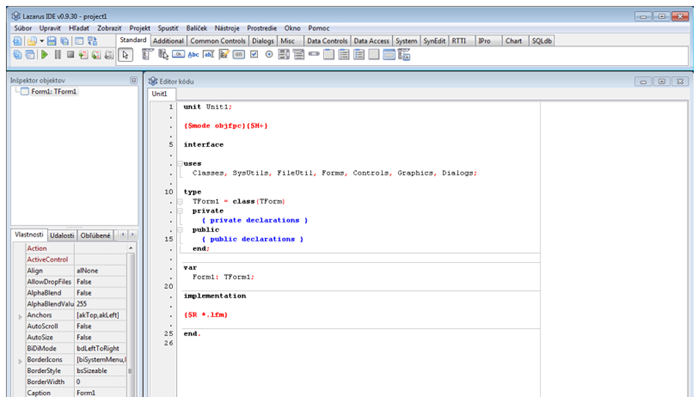 Lazarus IDE v0.9.30 - project1
Súbor Upraviť Hľadať Zobraziť Projekt Spustiť Balíček Nástroje Prostredie Okno Pomoc
Standard Additional Common Controls Dialogs Misc Data Controls Data Access System SynEdit RTTI IPro Chart SQLdb
Abc
Inšpektor objektov
Form1: TForm1
Vlastnosti Udalosti Obľúbené
Action
ActiveControl
Align alNone
AllowDropFiles False
AlphaBlend False
AlphaBlendValu 255
Anchors [akTop,akLeft]
AutoScroll False
AutoSize False
BiDiMode bdLeftToRight
BorderIcons [biSystemMenu,
BorderStyle bsSizeable
BorderWidth 0
Caption Form1
Editor kódu
Unit1
1 unit Unit1;
{$mode objfpc}{$H+}
5 interface
uses
Classes, SysUtils, FileUtil, Forms, Controls, Graphics, Dialogs;
10 type
TForm1 = class(TForm)
private
{ private declarations }
public
15 { public declarations }
end;
var
Form1: TForm1;
20
implementation
{$R *.lfm}
25 end.
26